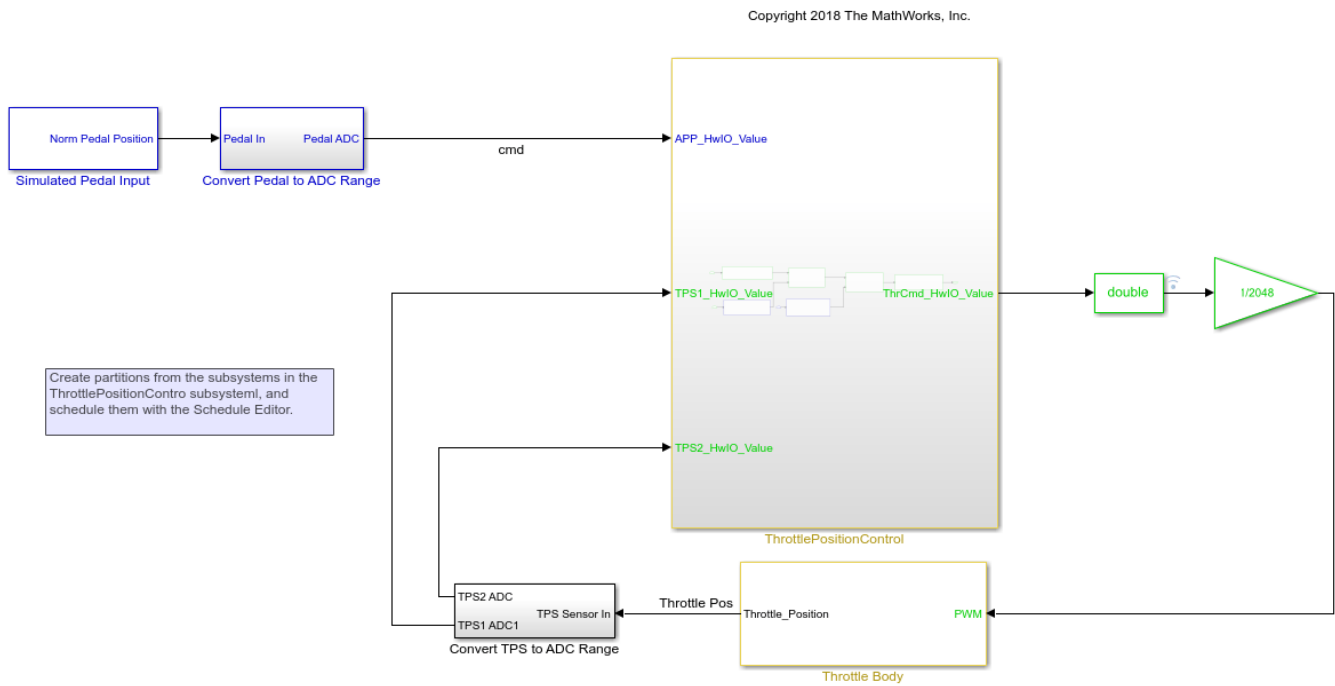 Copyright 2018 The MathWorks, Inc.
Norm Pedal Position
Simulated Pedal Input
Pedal In
Pedal ADC
Convert Pedal to ADC Range
cmd
APP_HwIO_Value
TPS1_HwIO_Value
ThrCmd_HwIO_Value
TPS2_HwIO_Value
ThrottlePositionControl
double
1/2048
Create partitions from the subsystems in the
ThrottlePositionContro subsysteml, and
schedule them with the Schedule Editor.
TPS2 ADC
TPS Sensor In
TPS1 ADC1
Convert TPS to ADC Range
Throttle Pos
Throttle_Position
PWM
Throttle Body